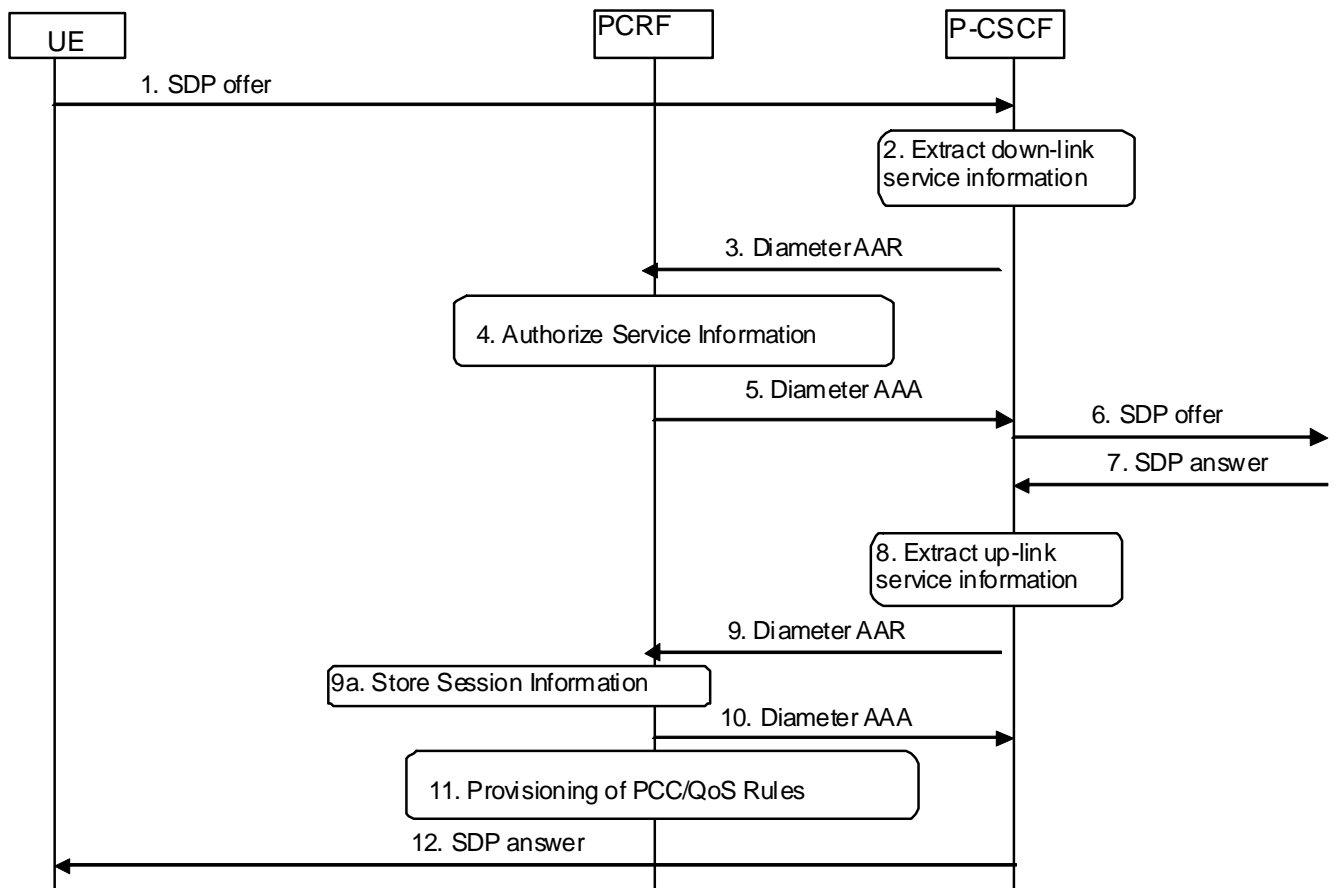 UE
PCRF
P-CSCF
1. SDP offer
2. Extract down-link
service information
3. Diameter AAR
4. Authorize Service Information
5. Diameter AAA
6. SDP offer
7. SDP answer
8. Extract up-link
service information
9. Diameter AAR
9a. Store Session Information
10. Diameter AAA
11. Provisioning of PCC/QoS Rules
12. SDP answer